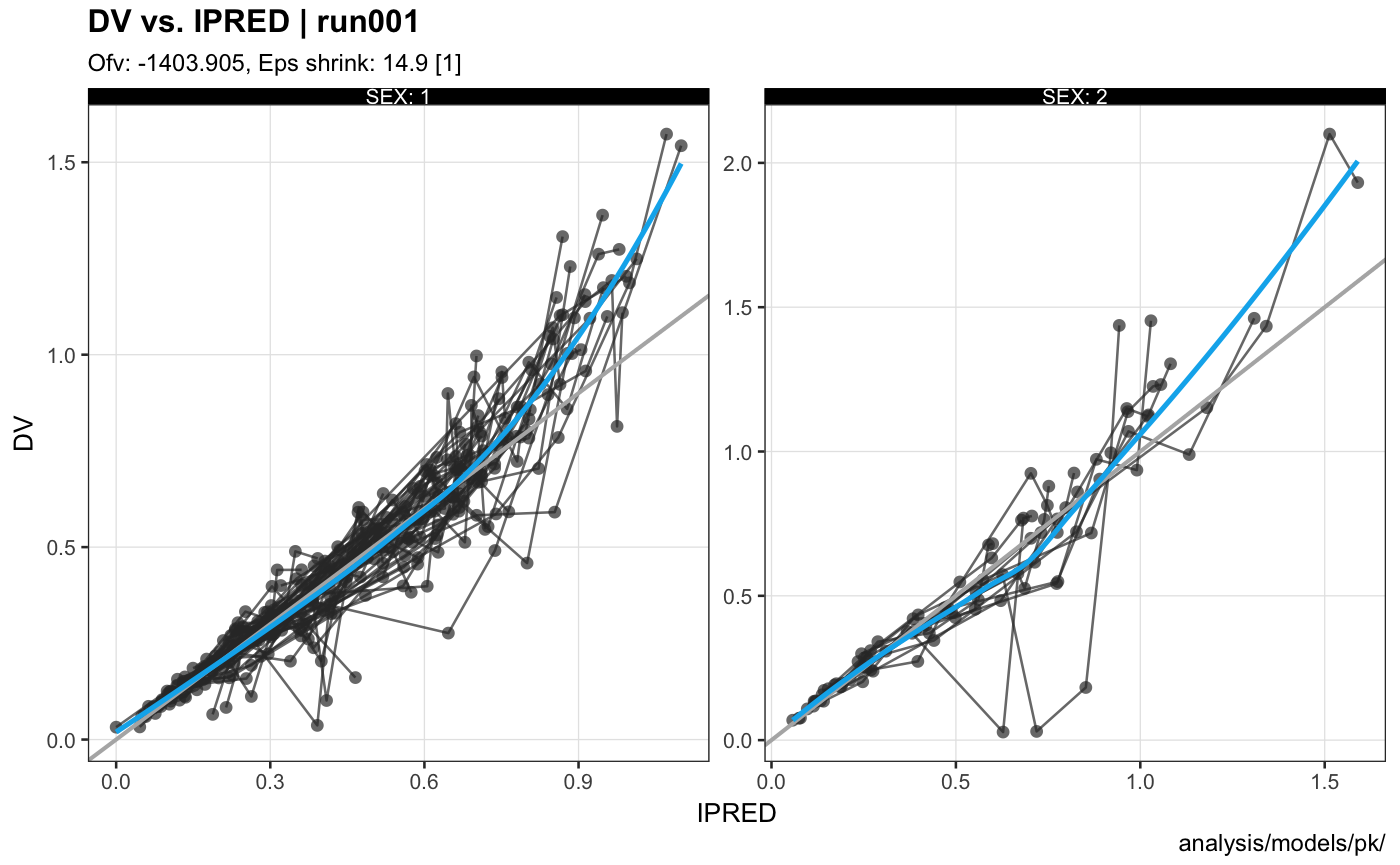 DV vs. IPRED | run001
Ofv: -1403.905, Eps shrink: 14.9 [1]
SEX: 1
SEX: 2
DV
1.5
1.0
0.5
0.0
2.0
1.5
1.0
0.5
0.0
0.0 0.3 0.6 0.9
0.0 0.5 1.0 1.5
IPRED
analysis/models/pk/